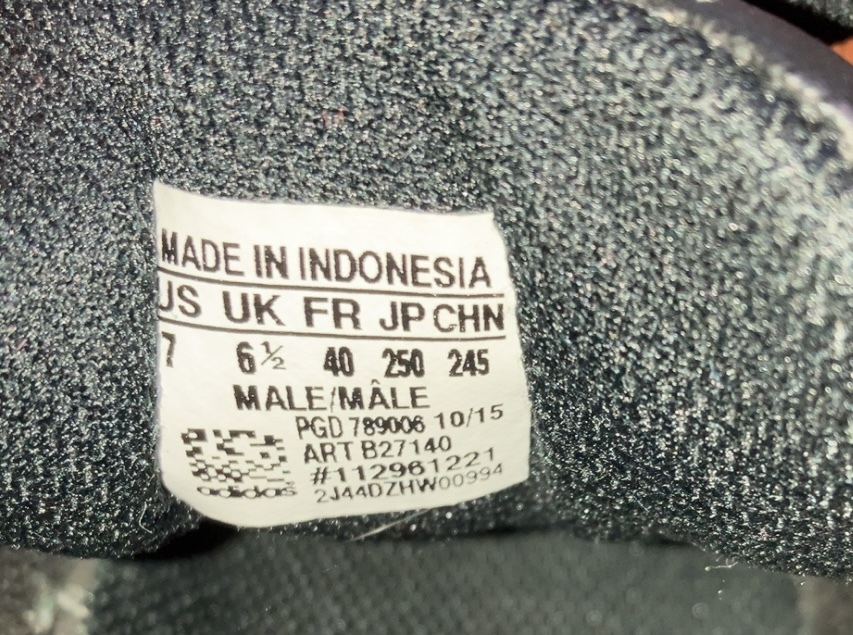 MADE IN INDONESIA
US UK FR JP CHN
7 6½ 40 250 245
MALE/MÂLE
PGD 789006 10/15
ART B27140
#112961221
adidas 2J44DZHW00994